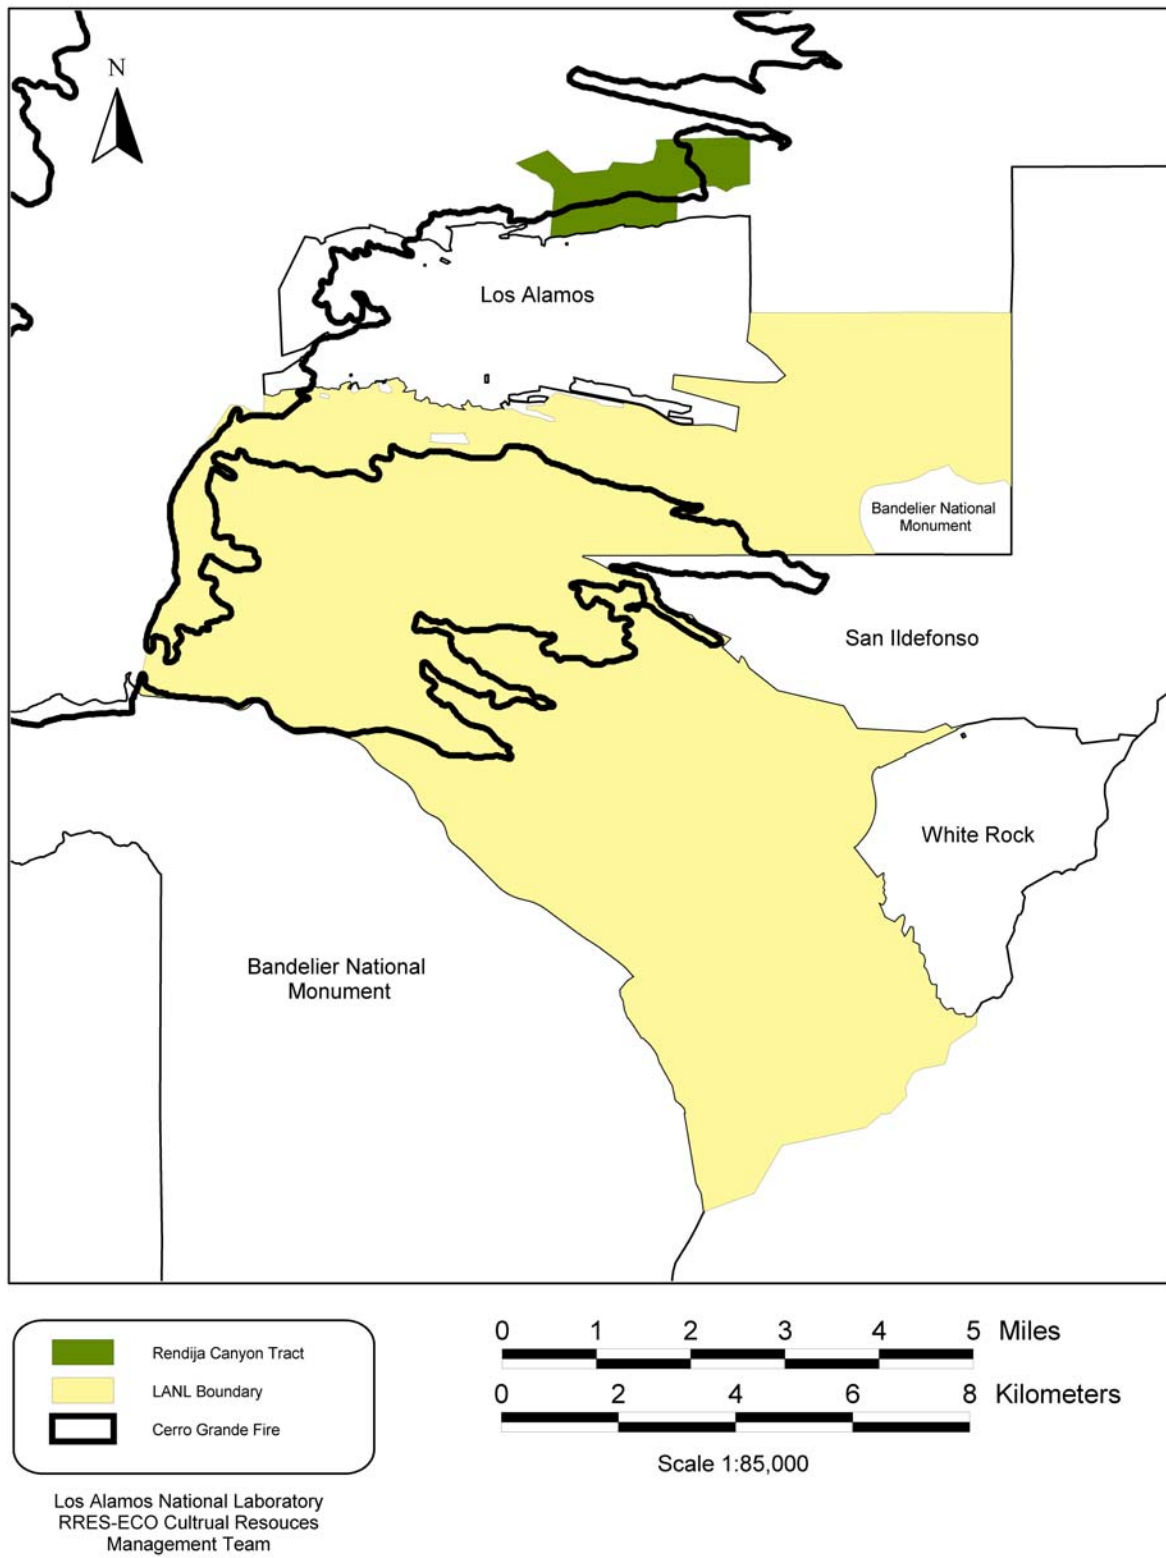 N
Los Alamos
Bandelier National
Monument
San Ildefonso
White Rock
Bandelier National
Monument
Rendija Canyon Tract
LANL Boundary
Cerro Grande Fire
0 1 2 3 4 5 Miles
0 2 4 6 8 Kilometers
Scale 1:85,000
Los Alamos National Laboratory
RRES-ECO Cultrual Resouces
Management Team